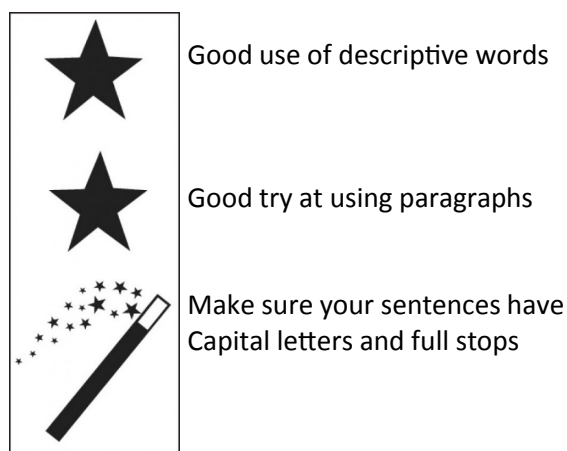 Good use of descriptive words
Good try at using paragraphs
Make sure your sentences have
Capital letters and full stops